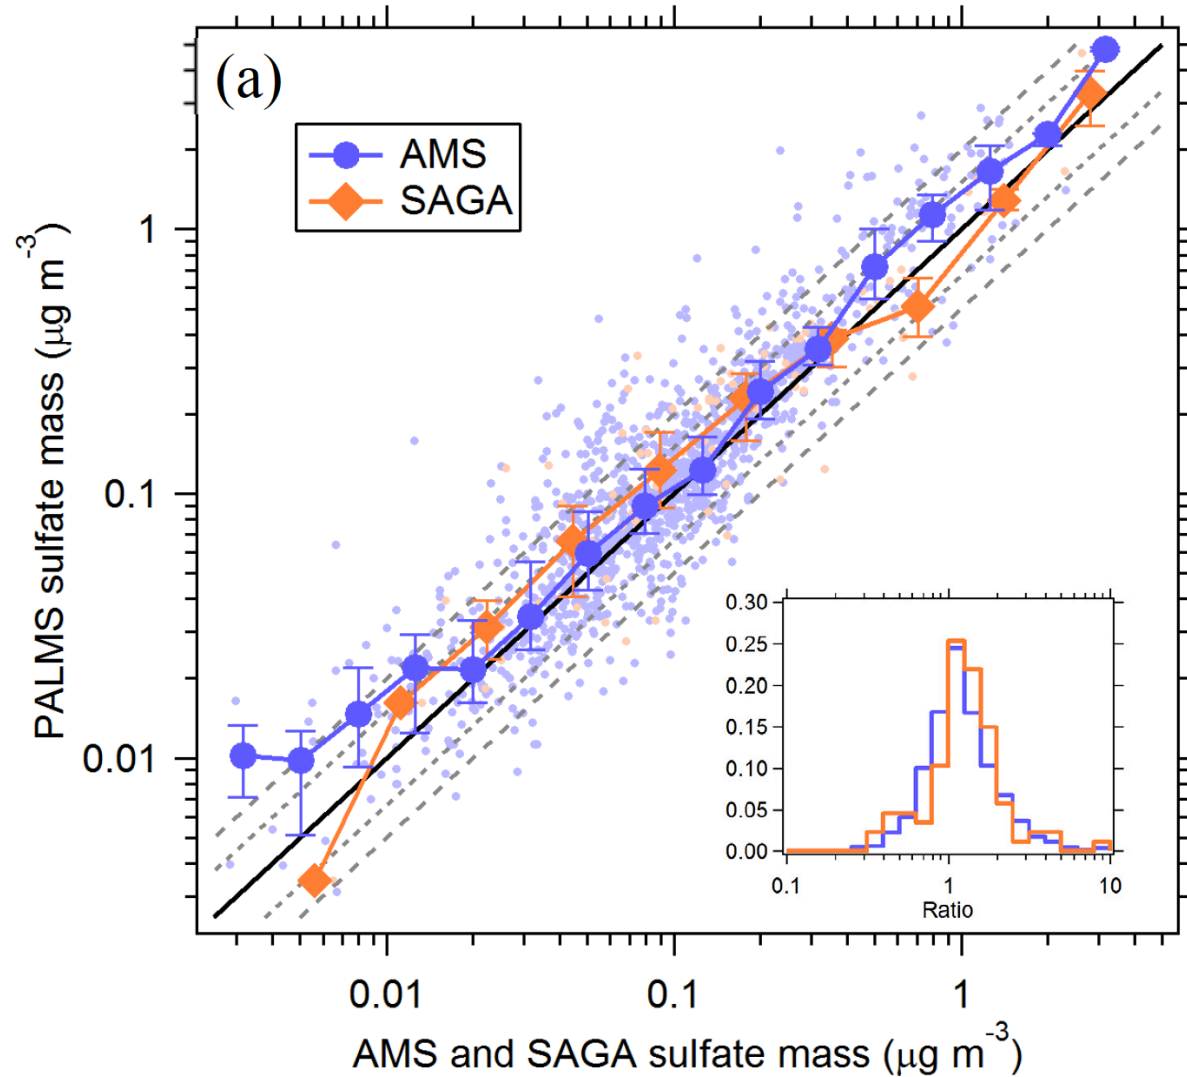 (a)
AMS
SAGA
PALMS sulfate mass (μg m⁻³)
1
0.1
0.01
0.01 0.1 1
AMS and SAGA sulfate mass (μg m⁻³)
0.30
0.25
0.20
0.15
0.10
0.05
0.00
0.1 1 10
Ratio